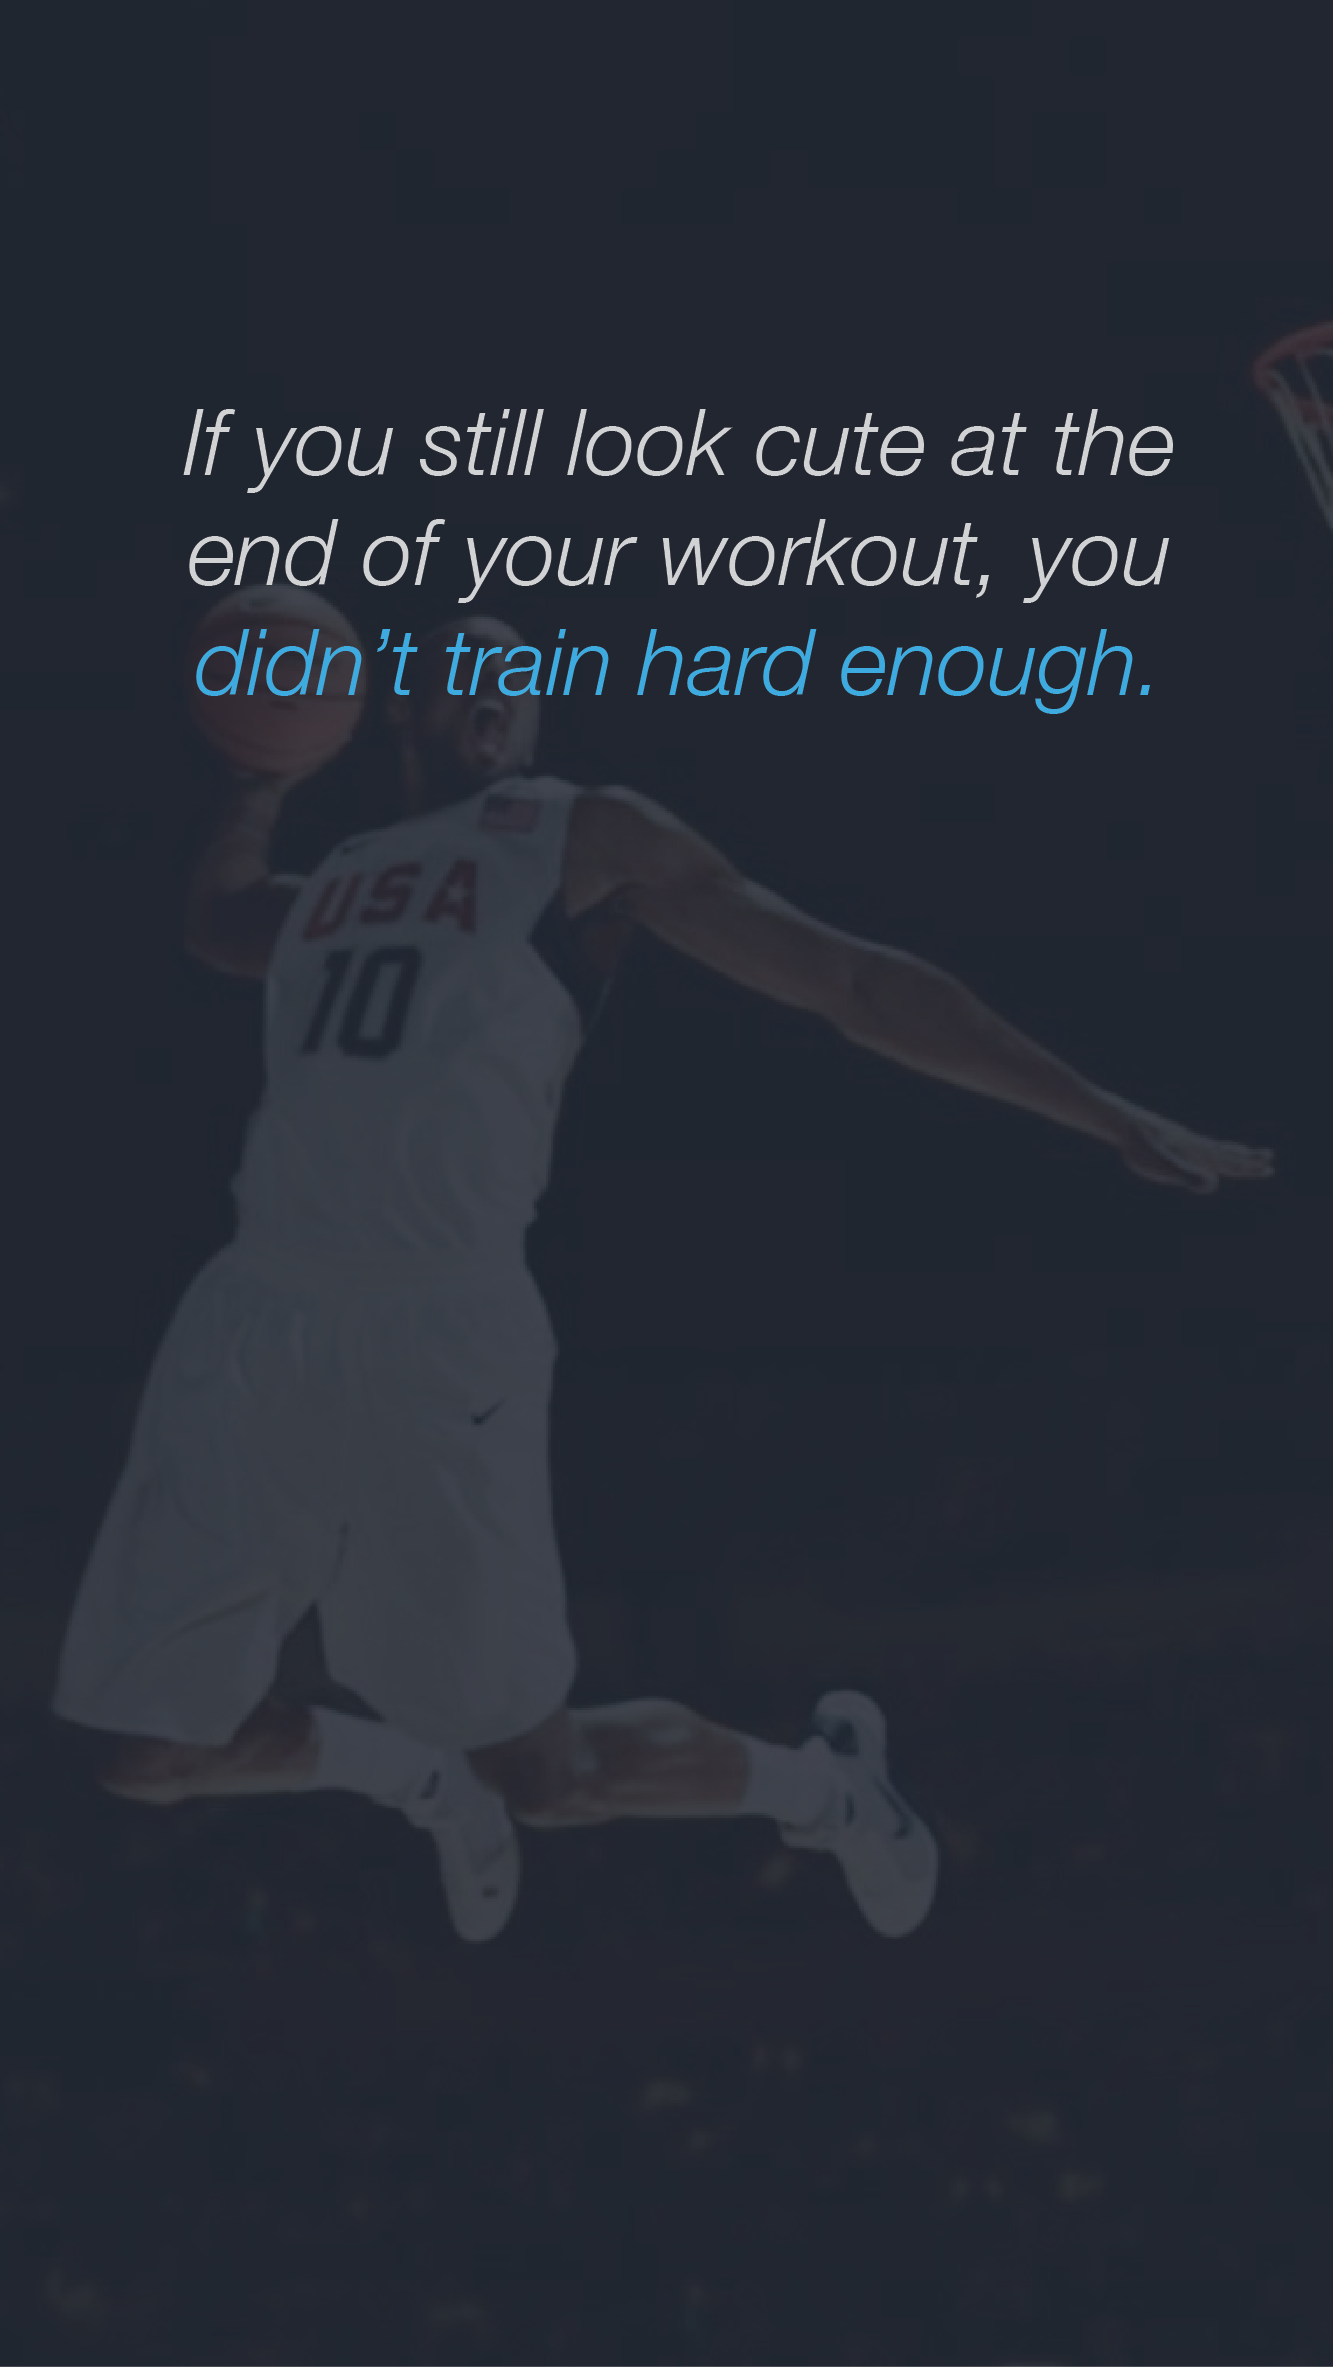 If you still look cute at the
end of your workout, you
didn’t train hard enough.
USA
10